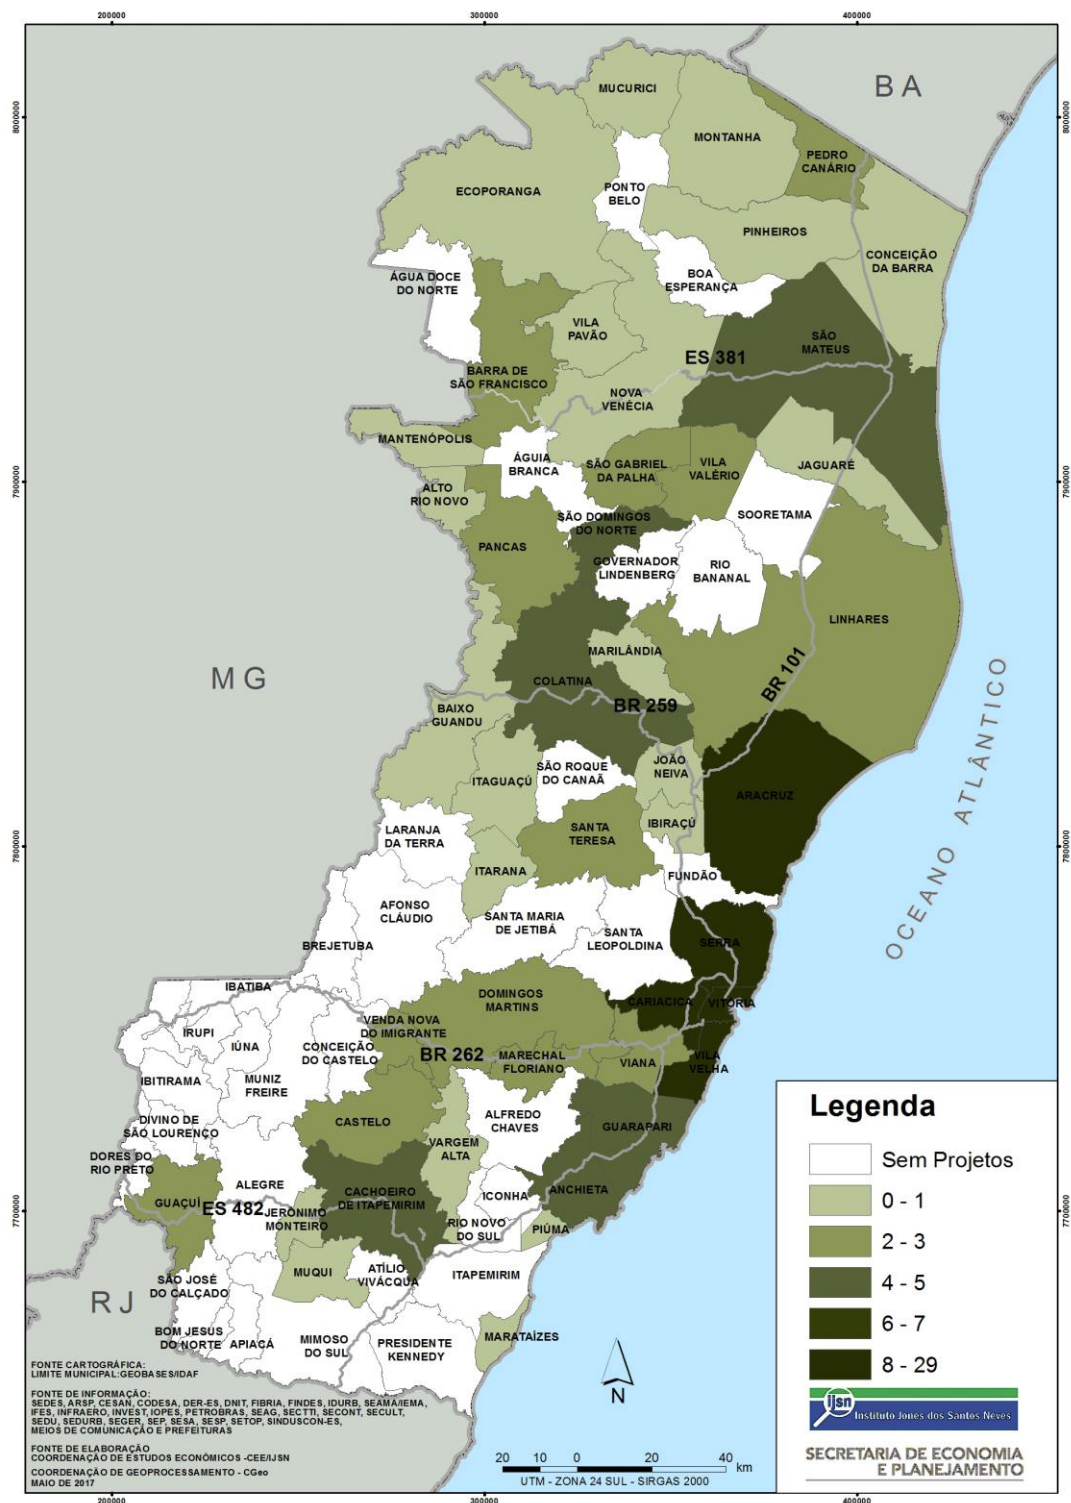 200000
300000
400000
8000000
8000000
BA
MUCURICI
MONTANHA
PEDRO
CANÁRIO
ECOPORANGA
PONTO
BELO
PINHEIROS
CONCEIÇÃO
DA BARRA
ÁGUA DOCE
DO NORTE
BOA
ESPERANÇA
VILA
PAVÃO
SÃO
MATEUS
ES 381
BARRA DE
SÃO FRANCISCO
NOVA
VENÉCIA
MANTENÓPOLIS
ÁGUIA
BRANCA
SÃO GABRIEL
DA PALHA
VILA
VALÉRIO
JAGUARÉ
7900000
7900000
ALTO
RIO NOVO
SOORETAMA
SÃO DOMINGOS
DO NORTE
PANCAS
GOVERNADOR
LINDENBERG
RIO
BANANAL
LINHARES
MARILÂNDIA
MG
COLATINA
BR 101
BAIXO
GUANDU
BR 259
OCEANO ATLÂNTICO
ITAGUAÇÚ
SÃO ROQUE
DO CANAÃ
JOÃO
NEIVA
ARACRUZ
LARANJA
DA TERRA
SANTA
TERESA
IBIRAÇÚ
7800000
7800000
ITARANA
FUNDÃO
AFONSO
CLÁUDIO
SANTA MARIA
DE JETIBÁ
SANTA
LEOPOLDINA
BREJETUBA
SERRA
IBATIBA
DOMINGOS
MARTINS
CARIACICA
VITÓRIA
IRUPI
IÚNA
VENDA NOVA
DO IMIGRANTE
CONCEIÇÃO
DO CASTELO
BR 262
MARECHAL
FLORIANO
VIANA
VILA
VELHA
IBITIRAMA
MUNIZ
FREIRE
DIVINO DE
SÃO LOURENÇO
CASTELO
ALFREDO
CHAVES
GUARAPARI
VARGEM
ALTA
DORES DO
RIO PRETO
ALEGRE
CACHOEIRO
DE ITAPEMIRIM
ICONHA
ANCHIETA
GUAÇUÍ
ES 482
JERÔNIMO
MONTEIRO
RIO NOVO
DO SUL
PIÚMA
7700000
7700000
MUQUI
ATÍLIO
VIVÁCQUA
ITAPEMIRIM
SÃO JOSÉ
DO CALÇADO
RJ
BOM JESUS
DO NORTE
APIACÁ
MIMOSO
DO SUL
PRESIDENTE
KENNEDY
MARATAÍZES
Legenda
Sem Projetos
0 - 1
2 - 3
4 - 5
6 - 7
8 - 29
ijsn
Instituto Jones dos Santos Neves
SECRETARIA DE ECONOMIA
E PLANEJAMENTO
N
20 10 0 20 40
km
UTM - ZONA 24 SUL - SIRGAS 2000
FONTE CARTOGRÁFICA:
LIMITE MUNICIPAL:GEOBASES/IDAF
FONTE DE INFORMAÇÃO:
SEDES, ARSP, CESAN, CODESA, DER-ES, DNIT, FIBRIA, FINDES, IDURB, SEAMA/IEMA,
IFES, INFRAERO, INVEST, IOPES, PETROBRAS, SEAG, SECTTI, SECONT, SECULT,
SEDU, SEDURB, SEGER, SEP, SESA, SESP, SETOP, SINDUSCON-ES,
MEIOS DE COMUNICAÇÃO E PREFEITURAS
FONTE DE ELABORAÇÃO
COORDENAÇÃO DE ESTUDOS ECONÔMICOS -CEE/IJSN
COORDENAÇÃO DE GEOPROCESSAMENTO - CGeo
MAIO DE 2017
200000
300000
400000